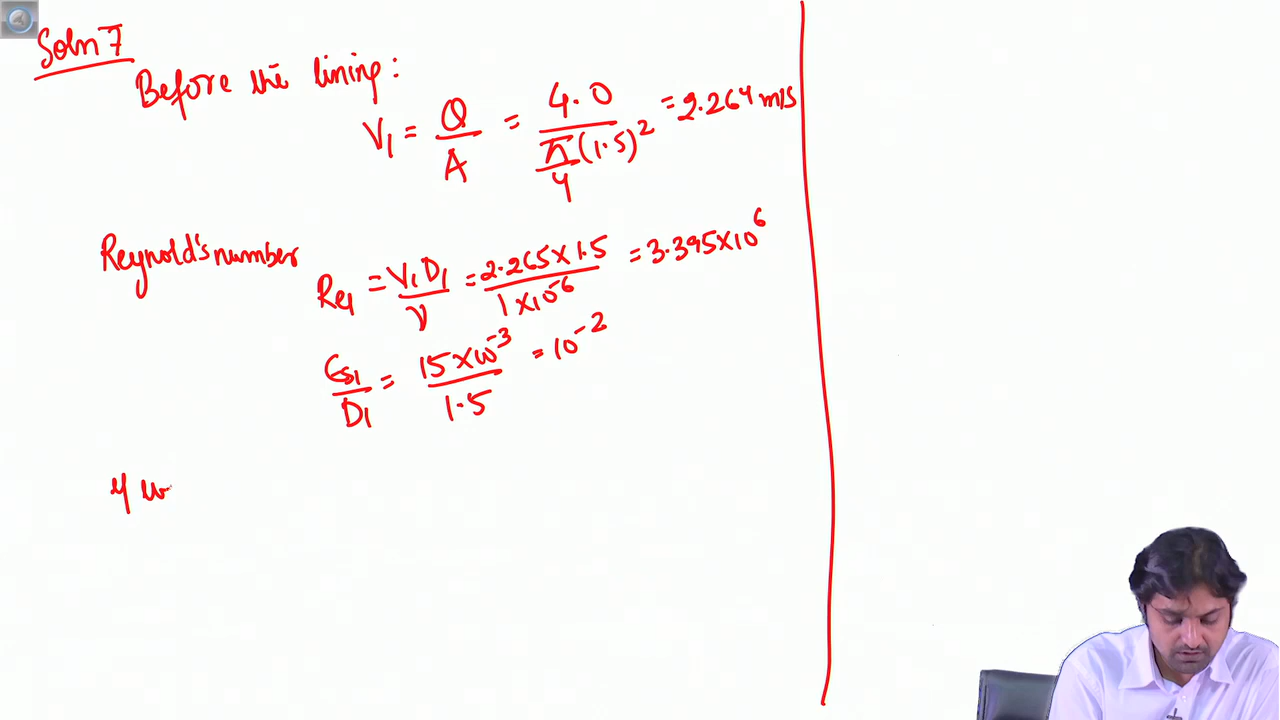 Soln 7
Before the lining:
V₁ = Q/A = 4.0/(π/4 (1.5)²) = 2.264 m/s
Reynold's number
Re₁ = V₁D₁/ν = 2.265×1.5/1×10⁻⁶ = 3.395×10⁶
ϵs₁/D₁ = 15×10⁻³/1.5 = 10⁻²